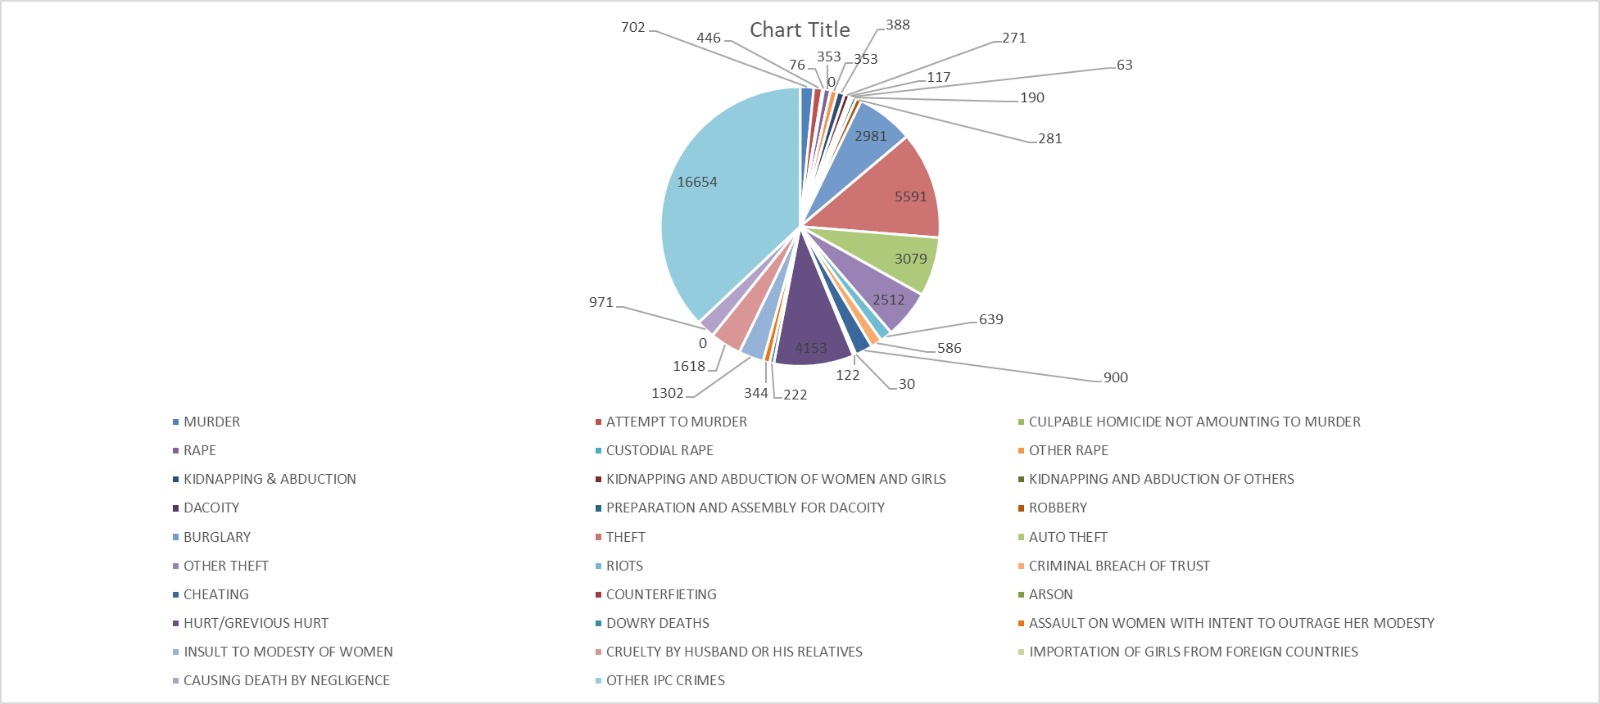 Chart Title
702
446
76
353
0
353
388
271
117
63
190
281
2981
5591
3079
2512
639
586
900
30
122
4153
222
344
1302
1618
0
971
16654
MURDER
ATTEMPT TO MURDER
CULPABLE HOMICIDE NOT AMOUNTING TO MURDER
RAPE
CUSTODIAL RAPE
OTHER RAPE
KIDNAPPING & ABDUCTION
KIDNAPPING AND ABDUCTION OF WOMEN AND GIRLS
KIDNAPPING AND ABDUCTION OF OTHERS
DACOITY
PREPARATION AND ASSEMBLY FOR DACOITY
ROBBERY
BURGLARY
THEFT
AUTO THEFT
OTHER THEFT
RIOTS
CRIMINAL BREACH OF TRUST
CHEATING
COUNTERFIETING
ARSON
HURT/GREVIOUS HURT
DOWRY DEATHS
ASSAULT ON WOMEN WITH INTENT TO OUTRAGE HER MODESTY
INSULT TO MODESTY OF WOMEN
CRUELTY BY HUSBAND OR HIS RELATIVES
IMPORTATION OF GIRLS FROM FOREIGN COUNTRIES
CAUSING DEATH BY NEGLIGENCE
OTHER IPC CRIMES